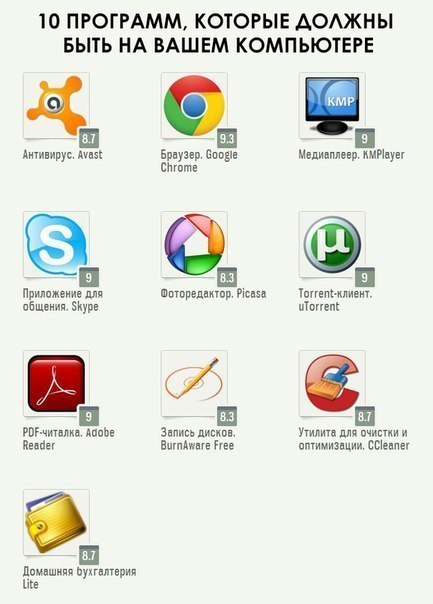 10 ПРОГРАММ, КОТОРЫЕ ДОЛЖНЫ
БЫТЬ НА ВАШЕМ КОМПЬЮТЕРЕ
a
8.7
Антивирус. Avast
9.3
Браузер. Google
Chrome
KMP
9
Медиаплеер. KMPlayer
S
9
Приложение для
общения. Skype
8.3
Фоторедактор. Picasa
µ
9
Torrent-клиент.
uTorrent
9
PDF-читалка. Adobe
Reader
8.3
Запись дисков.
BurnAware Free
8.7
Утилита для очистки и
оптимизации. CCleaner
8.7
Домашняя бухгалтерия
Lite